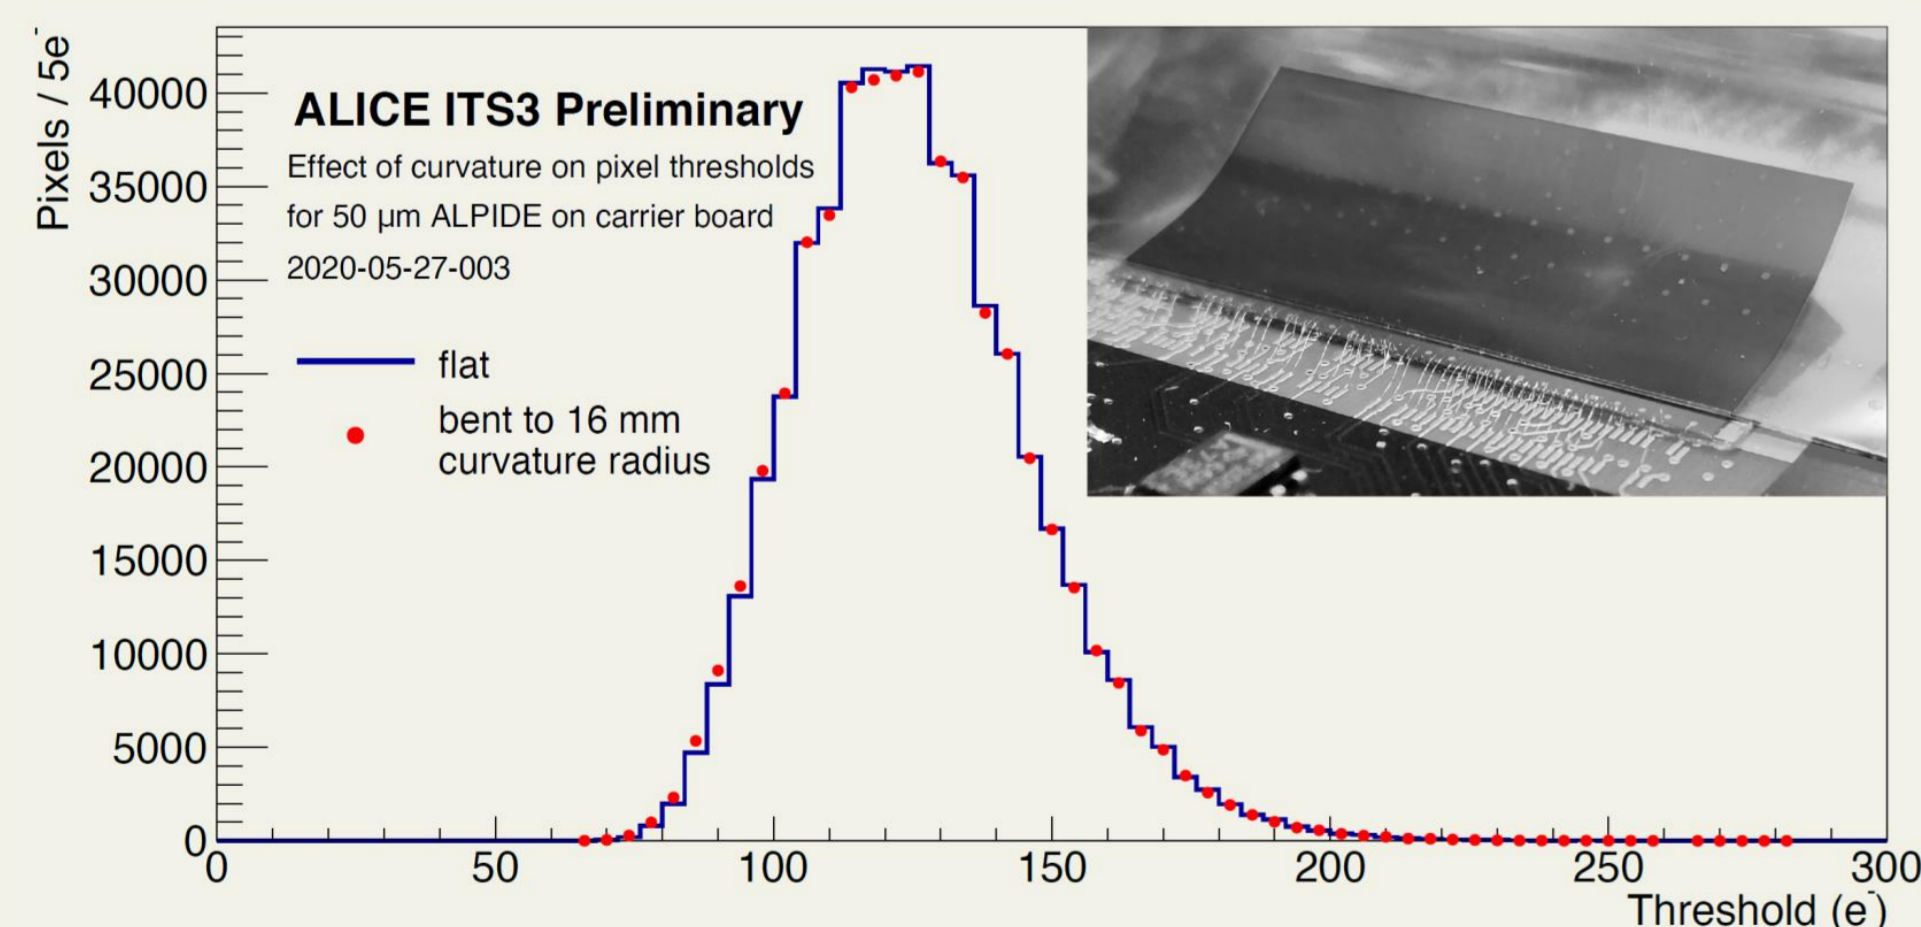 Pixels / 5e-
ALICE ITS3 Preliminary
Effect of curvature on pixel thresholds
for 50 μm ALPIDE on carrier board
2020-05-27-003
flat
bent to 16 mm
curvature radius
40000
35000
30000
25000
20000
15000
10000
5000
0
0 50 100 150 200 250 300
Threshold (e-)